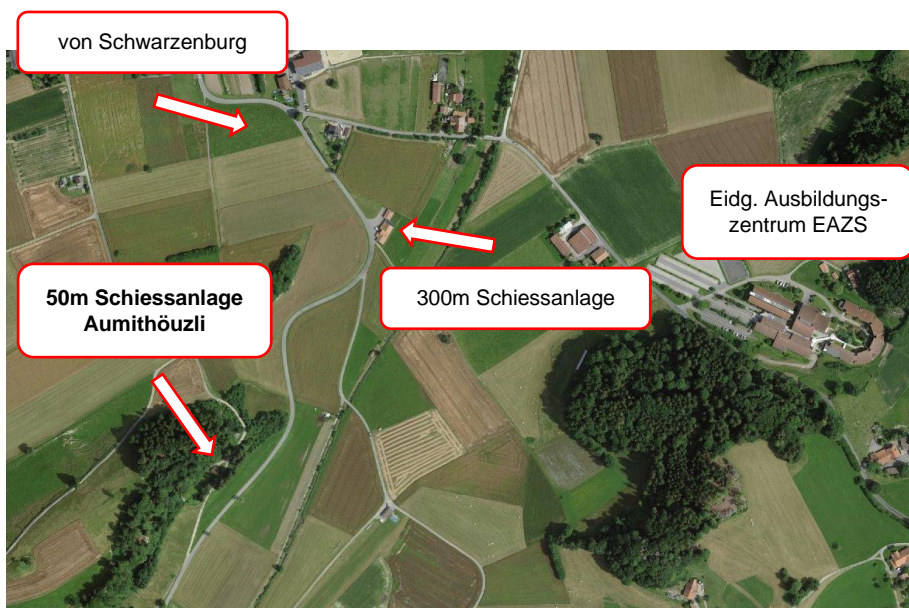 von Schwarzenburg
Eidg. Ausbildungs-
zentrum EAZS
50m Schiessanlage
Aumithöuzli
300m Schiessanlage